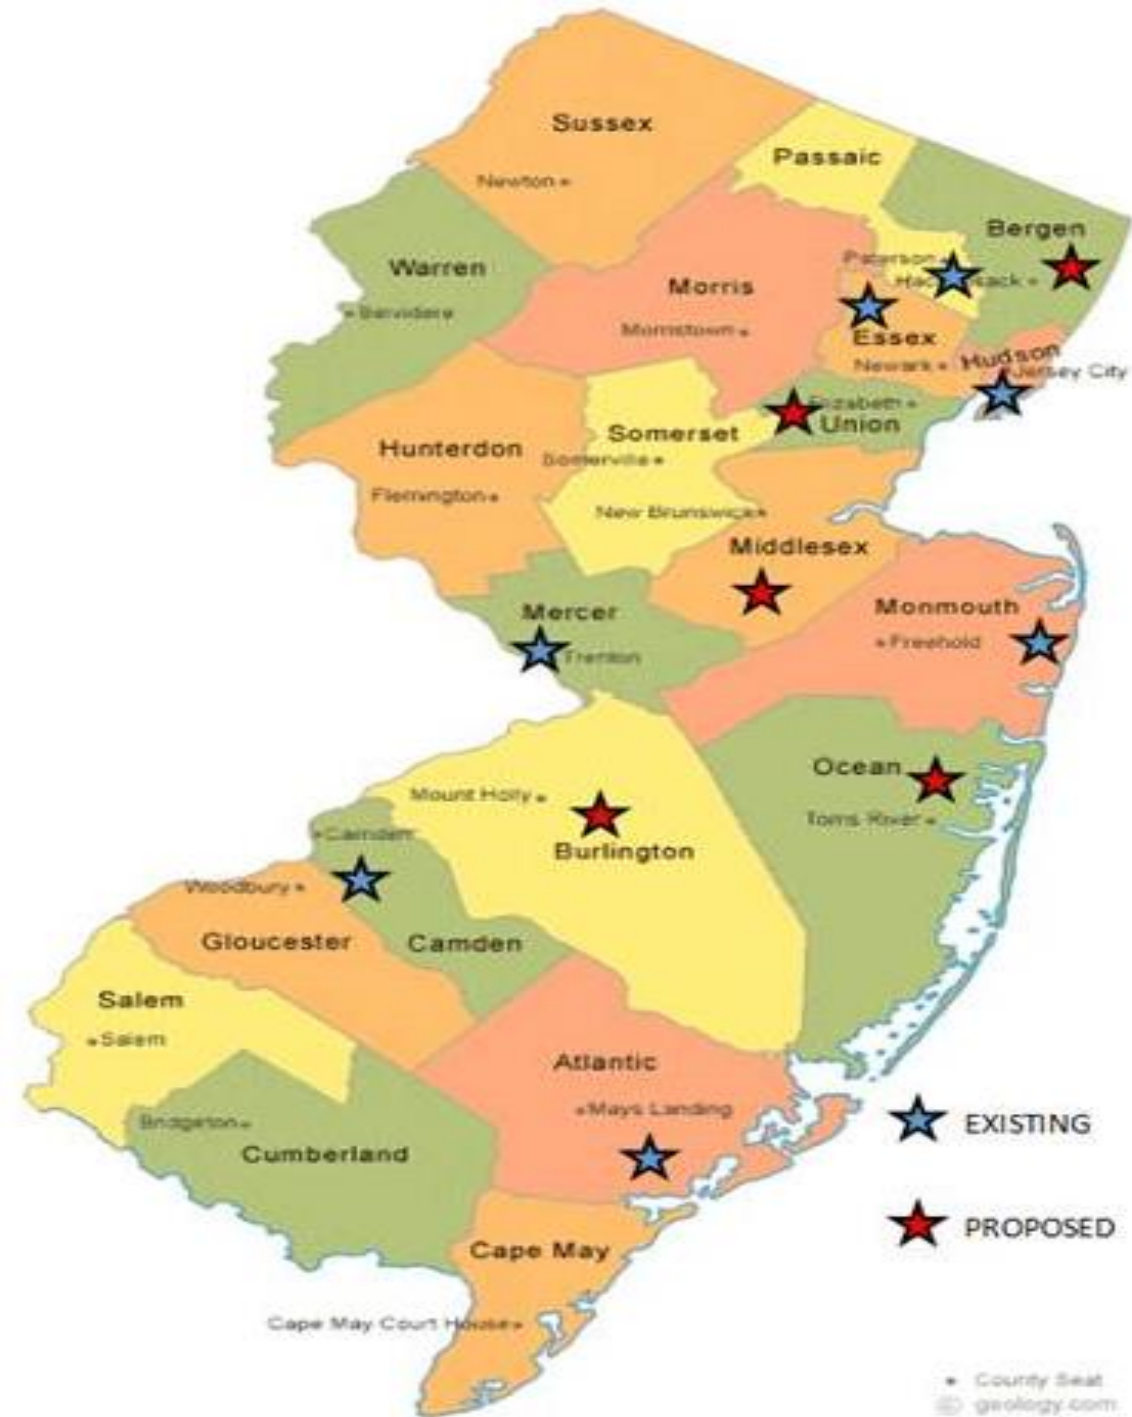 Sussex
Newton
Passaic
Bergen
Warren
Belvidere
Paterson
Morris
Morristown
Essex
Newark
Hudson
Jersey City
Elizabeth
Union
Somerset
Somerville
Hunterdon
Flemington
New Brunswick
Middlesex
Mercer
Trenton
Monmouth
Freehold
Ocean
Toms River
Mount Holly
Burlington
Camden
Woodbury
Gloucester
Camden
Salem
Salem
Atlantic
Mays Landing
Bridgeton
Cumberland
EXISTING
PROPOSED
Cape May
Cape May Court House
County Seat
© geology.com